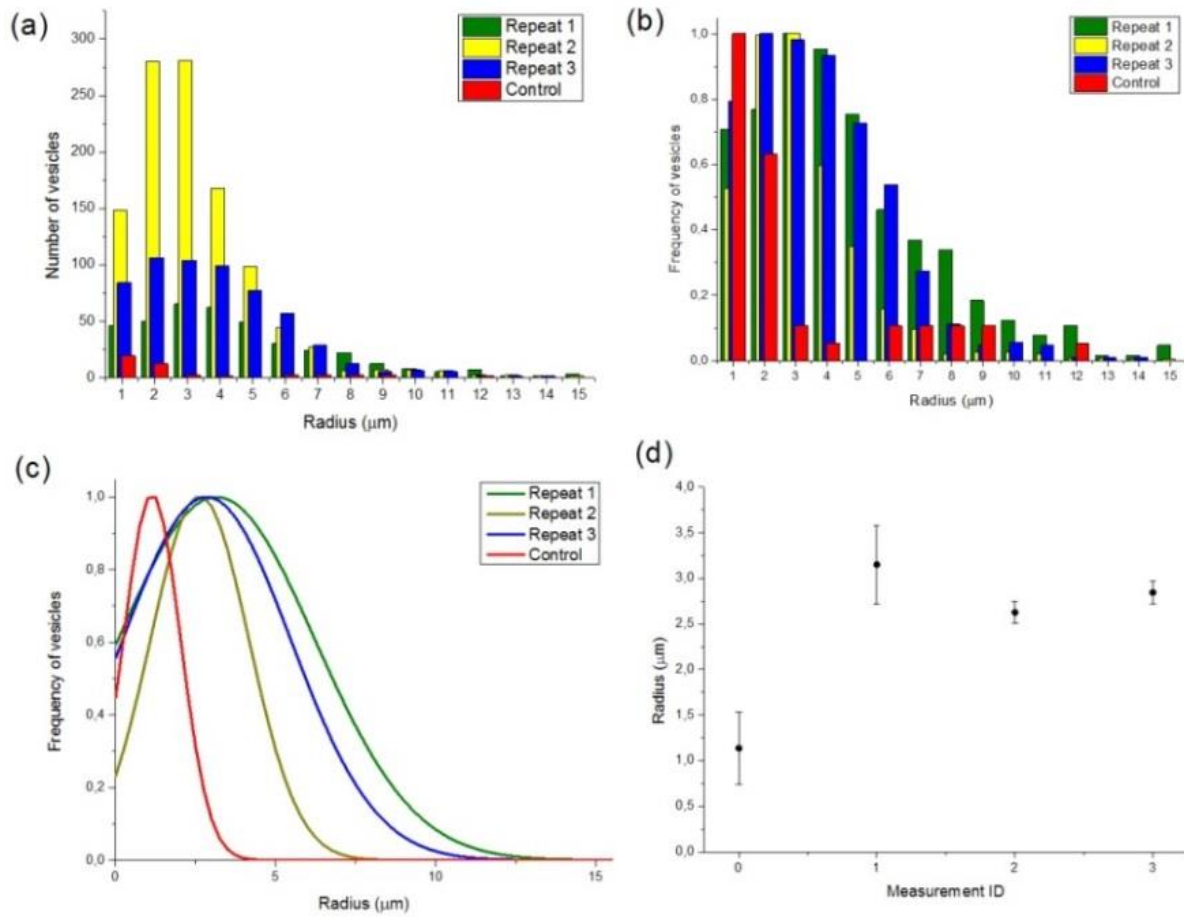 (a)
Repeat 1
Repeat 2
Repeat 3
Control
300
250
200
150
100
50
0
Number of vesicles
1 2 3 4 5 6 7 8 9 10 11 12 13 14 15
Radius (μm)
(b)
Repeat 1
Repeat 2
Repeat 3
Control
1,0
0,8
0,6
0,4
0,2
0,0
Frequency of vesicles
1 2 3 4 5 6 7 8 9 10 11 12 13 14 15
Radius (μm)
(c)
Repeat 1
Repeat 2
Repeat 3
Control
1,0
0,8
0,6
0,4
0,2
0,0
Frequency of vesicles
0 5 10 15
Radius (μm)
(d)
4,0
3,5
3,0
2,5
2,0
1,5
1,0
0,5
0,0
Radius (μm)
0 1 2 3
Measurement ID